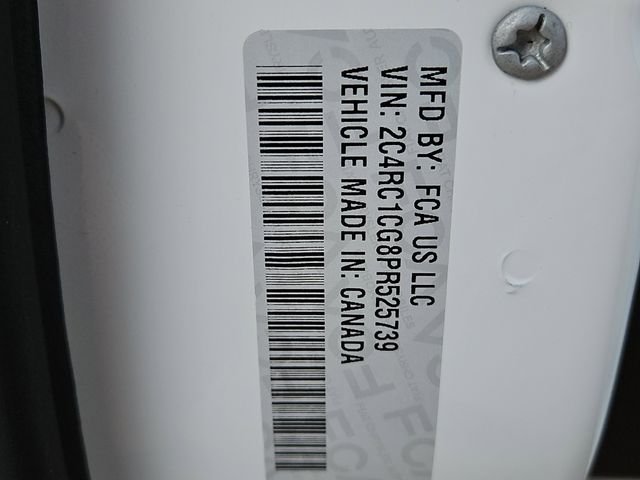 MFD BY: FCA US LLC
VIN: 2C4RC1CG8PR525739
VEHICLE MADE IN: CANADA